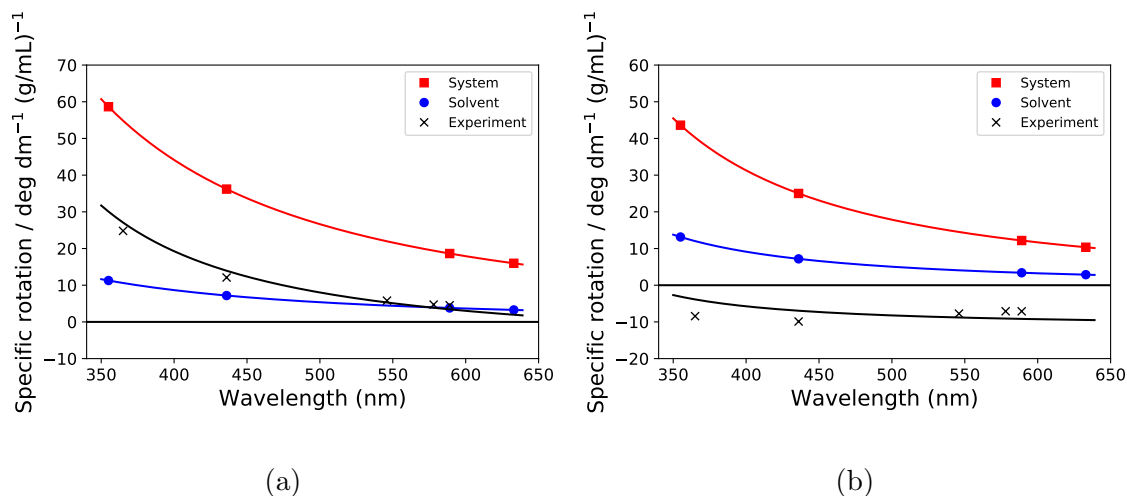 Specific rotation / deg dm⁻¹ (g/mL)⁻¹
70
60
50
40
30
20
10
0
−10
System
Solvent
Experiment
350 400 450 500 550 600 650
Wavelength (nm)
(a)
Specific rotation / deg dm⁻¹ (g/mL)⁻¹
60
50
40
30
20
10
0
−10
−20
System
Solvent
Experiment
350 400 450 500 550 600 650
Wavelength (nm)
(b)